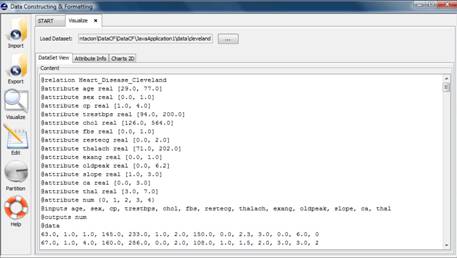 Data Constructing & Formatting
Import
Export
Visualize
Edit
Partition
Help
START
Visualize x
Load Dataset: ntacion\DataCF\DataCF\JavaApplication1\data\cleveland ...
DataSet View Attribute Info Charts 2D
Content
@relation Heart_Disease_Cleveland
@attribute age real [29.0, 77.0]
@attribute sex real [0.0, 1.0]
@attribute cp real [1.0, 4.0]
@attribute trestbps real [94.0, 200.0]
@attribute chol real [126.0, 564.0]
@attribute fbs real [0.0, 1.0]
@attribute restecg real [0.0, 2.0]
@attribute thalach real [71.0, 202.0]
@attribute exang real [0.0, 1.0]
@attribute oldpeak real [0.0, 6.2]
@attribute slope real [1.0, 3.0]
@attribute ca real [0.0, 3.0]
@attribute thal real [3.0, 7.0]
@attribute num {0, 1, 2, 3, 4}
@inputs age, sex, cp, trestbps, chol, fbs, restecg, thalach, exang, oldpeak, slope, ca, thal
@outputs num
@data
63.0, 1.0, 1.0, 145.0, 233.0, 1.0, 2.0, 150.0, 0.0, 2.3, 3.0, 0.0, 6.0, 0
67.0, 1.0, 4.0, 160.0, 286.0, 0.0, 2.0, 108.0, 1.0, 1.5, 2.0, 3.0, 3.0, 2